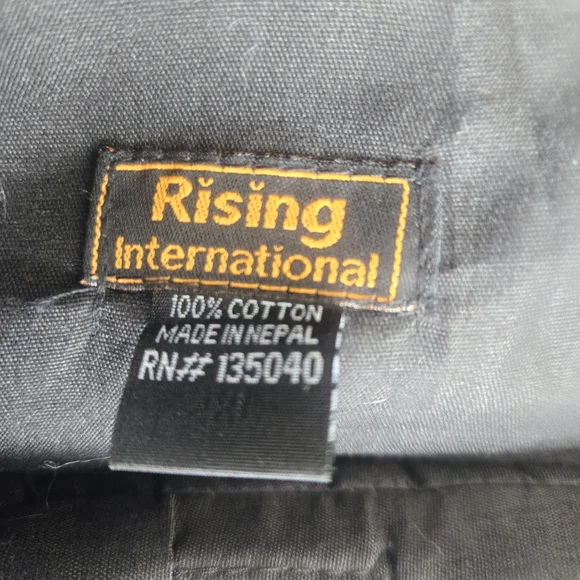 Rising
International
100% COTTON
MADE IN NEPAL
RN# 135040